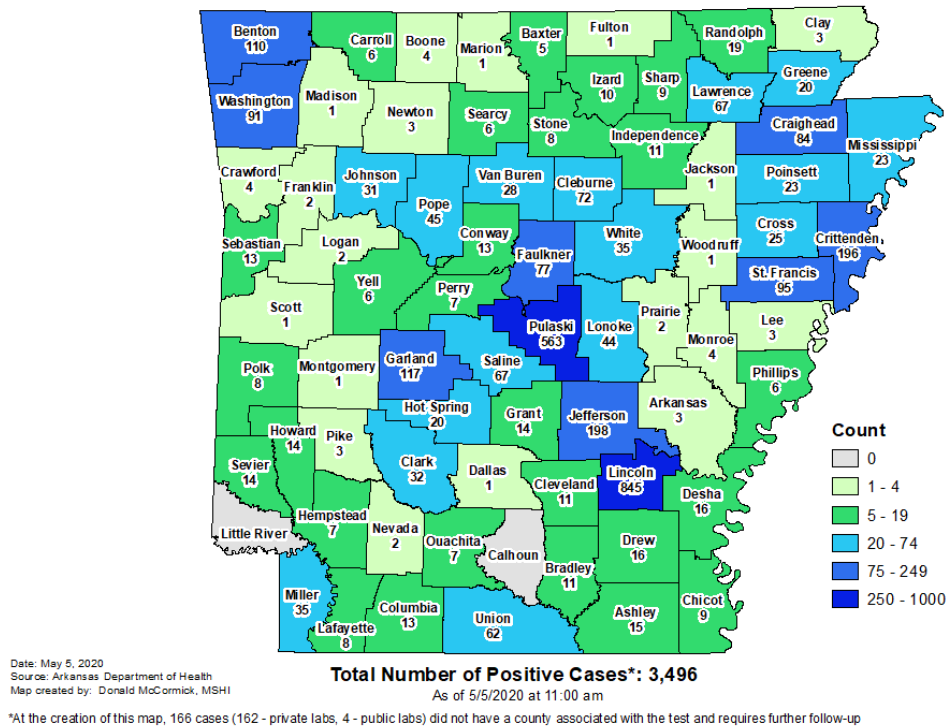 Benton
110
Carroll
6
Boone
4
Marion
1
Baxter
5
Fulton
1
Randolph
19
Clay
3
Washington
91
Madison
1
Newton
3
Searcy
6
Stone
8
Izard
10
Sharp
9
Lawrence
67
Greene
20
Independence
11
Craighead
84
Mississippi
23
Crawford
4
Franklin
2
Johnson
31
Pope
45
Van Buren
28
Cleburne
72
Jackson
1
Poinsett
23
Sebastian
13
Logan
2
Conway
13
Faulkner
77
White
35
Woodruff
1
Cross
25
Crittenden
196
St. Francis
95
Scott
1
Yell
6
Perry
7
Pulaski
563
Lonoke
44
Prairie
2
Monroe
4
Lee
3
Phillips
6
Polk
8
Montgomery
1
Garland
117
Saline
67
Hot Spring
20
Grant
14
Jefferson
198
Arkansas
3
Howard
14
Pike
3
Clark
32
Dallas
1
Cleveland
11
Lincoln
845
Desha
16
Sevier
14
Little River
Hempstead
7
Nevada
2
Ouachita
7
Calhoun
Bradley
11
Drew
16
Miller
35
Lafayette
8
Columbia
13
Union
62
Ashley
15
Chicot
9
Count
0
1 - 4
5 - 19
20 - 74
75 - 249
250 - 1000
Date: May 5, 2020
Source: Arkansas Department of Health
Map created by: Donald McCormick, MSHI
Total Number of Positive Cases*: 3,496
As of 5/5/2020 at 11:00 am
*At the creation of this map, 166 cases (162 - private labs, 4 - public labs) did not have a county associated with the test and requires further follow-up